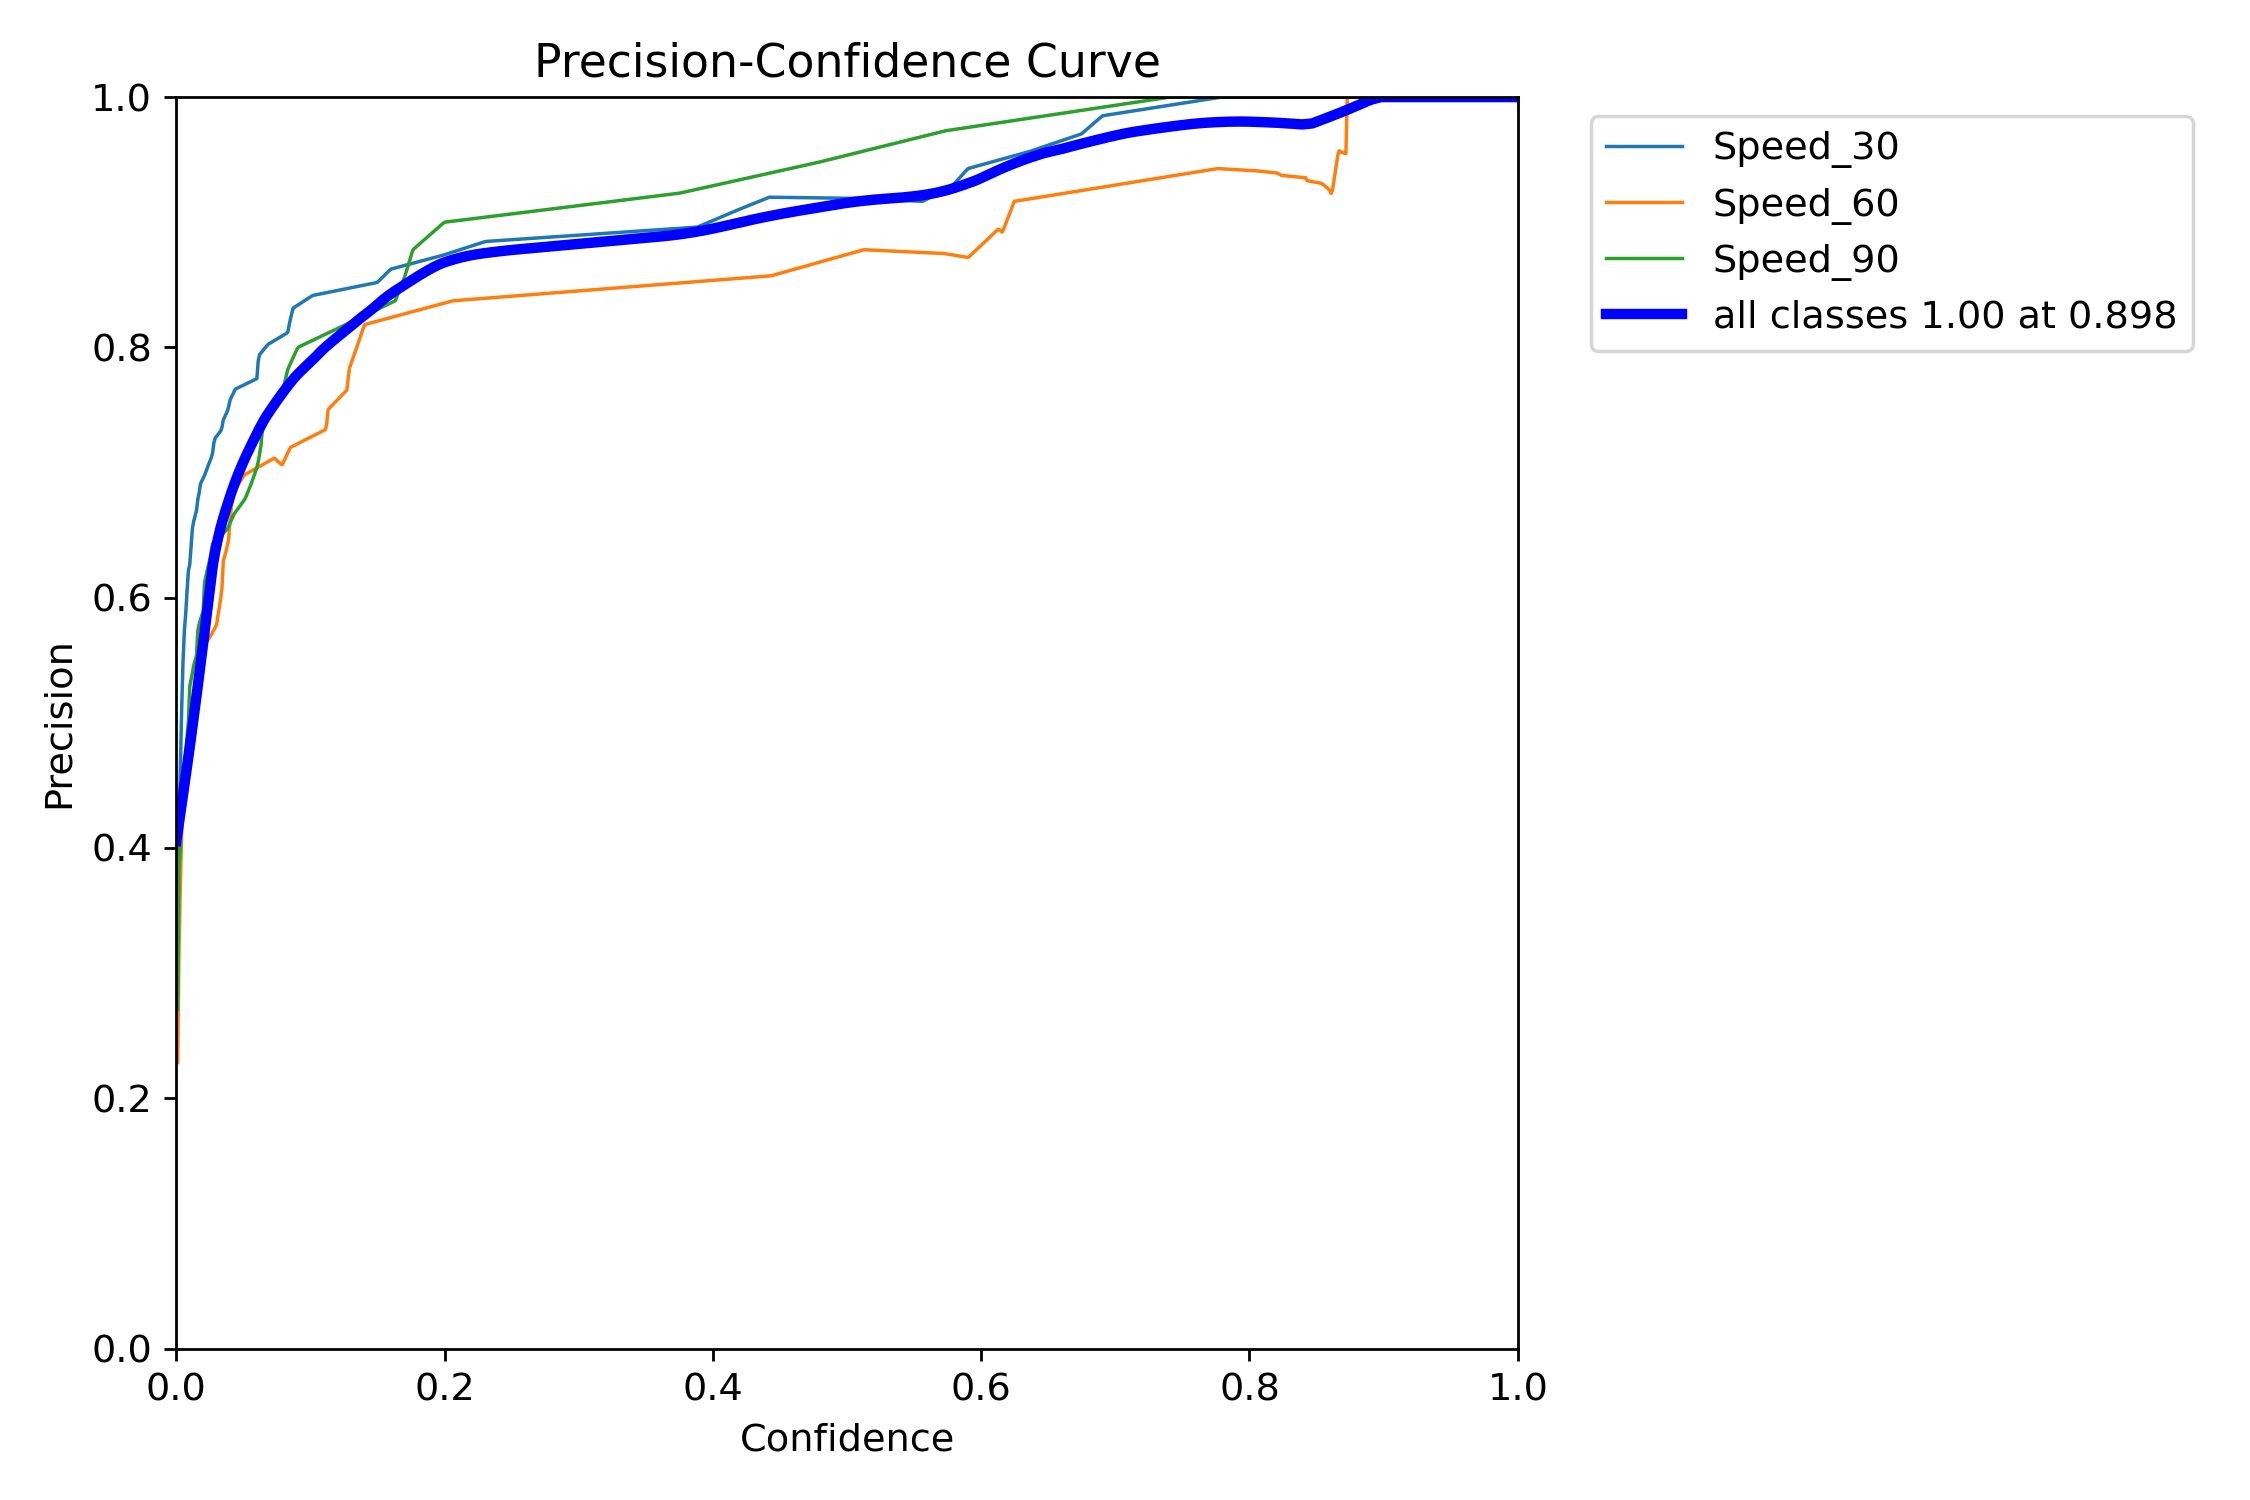 Precision-Confidence Curve
1.0
0.8
0.6
0.4
0.2
0.0
Precision
0.0 0.2 0.4 0.6 0.8 1.0
Confidence
Speed_30
Speed_60
Speed_90
all classes 1.00 at 0.898